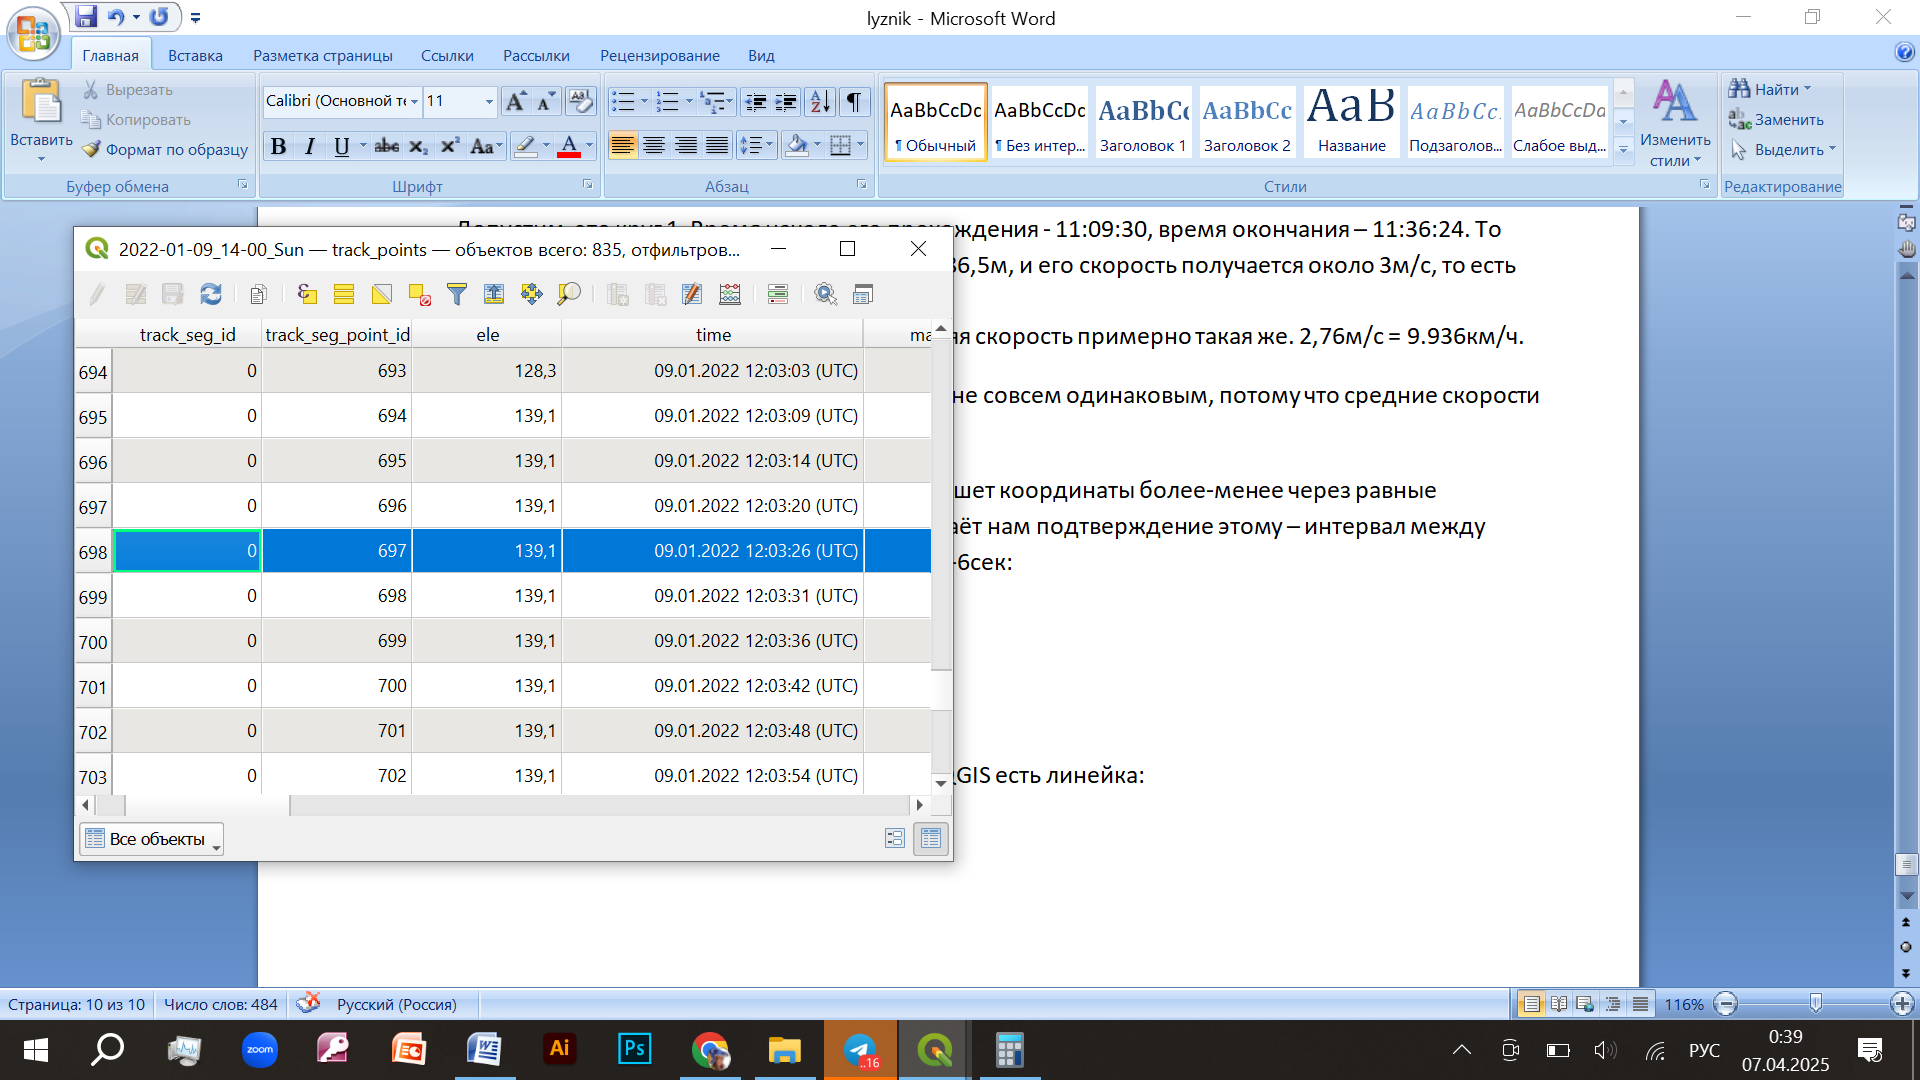 lyznik - Microsoft Word
Главная Вставка Разметка страницы Ссылки Рассылки Рецензирование Вид
Вставить
Вырезать
Копировать
Формат по образцу
Буфер обмена
Calibri (Основной те 11
Шрифт
Абзац
AaBbCcDc AaBbCcDc AaBbCc AaBbCc АаВ AaBbCc. AaBbCcDa
¶ Обычный ¶ Без интер... Заголовок 1 Заголовок 2 Название Подзаголов... Слабое выд...
Стили
Изменить
стили
Найти
Заменить
Выделить
Редактирование
ждения - 11:09:30, время окончания – 11:36:24. То
36,5м, и его скорость получается около 3м/с, то есть
яя скорость примерно такая же. 2,76м/с = 9.936км/ч.
не совсем одинаковым, потому что средние скорости
шет координаты более-менее через равные
аёт нам подтверждение этому – интервал между
-6сек:
QGIS есть линейка:
2022-01-09_14-00_Sun — track_points — объектов всего: 835, отфильтров...
track_seg_id track_seg_point_id ele time ma
694 0 693 128,3 09.01.2022 12:03:03 (UTC)
695 0 694 139,1 09.01.2022 12:03:09 (UTC)
696 0 695 139,1 09.01.2022 12:03:14 (UTC)
697 0 696 139,1 09.01.2022 12:03:20 (UTC)
698 0 697 139,1 09.01.2022 12:03:26 (UTC)
699 0 698 139,1 09.01.2022 12:03:31 (UTC)
700 0 699 139,1 09.01.2022 12:03:36 (UTC)
701 0 700 139,1 09.01.2022 12:03:42 (UTC)
702 0 701 139,1 09.01.2022 12:03:48 (UTC)
703 0 702 139,1 09.01.2022 12:03:54 (UTC)
Все объекты
Страница: 10 из 10 Число слов: 484 Русский (Россия) 116%
zoom Ai Ps ..16 РУС
0:39
07.04.2025